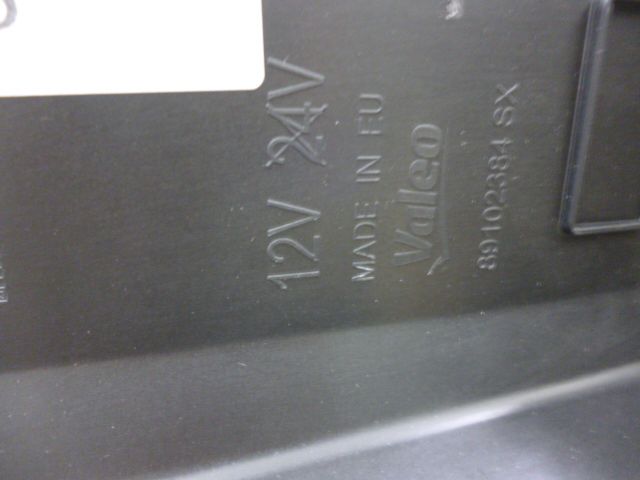 12V 24V
MADE IN EU
Valeo
89102384 SX